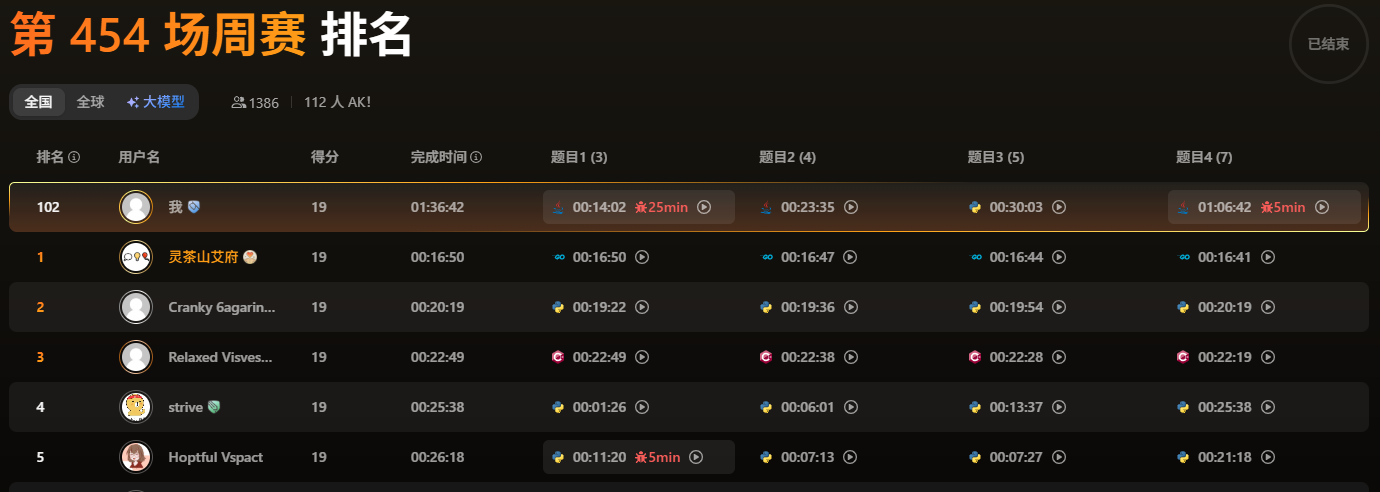 第 454 场周赛 排名
已结束
全国 全球 大模型 1386 112 人 AK!
排名 用户名 得分 完成时间 题目1 (3) 题目2 (4) 题目3 (5) 题目4 (7)
102 我 19 01:36:42 00:14:02 25min 00:23:35 00:30:03 01:06:42 5min
1 灵茶山艾府 19 00:16:50 00:16:50 00:16:47 00:16:44 00:16:41
2 Cranky 6agarin... 19 00:20:19 00:19:22 00:19:36 00:19:54 00:20:19
3 Relaxed Visves... 19 00:22:49 00:22:49 00:22:38 00:22:28 00:22:19
4 strive 19 00:25:38 00:01:26 00:06:01 00:13:37 00:25:38
5 Hoptful Vspact 19 00:26:18 00:11:20 5min 00:07:13 00:07:27 00:21:18